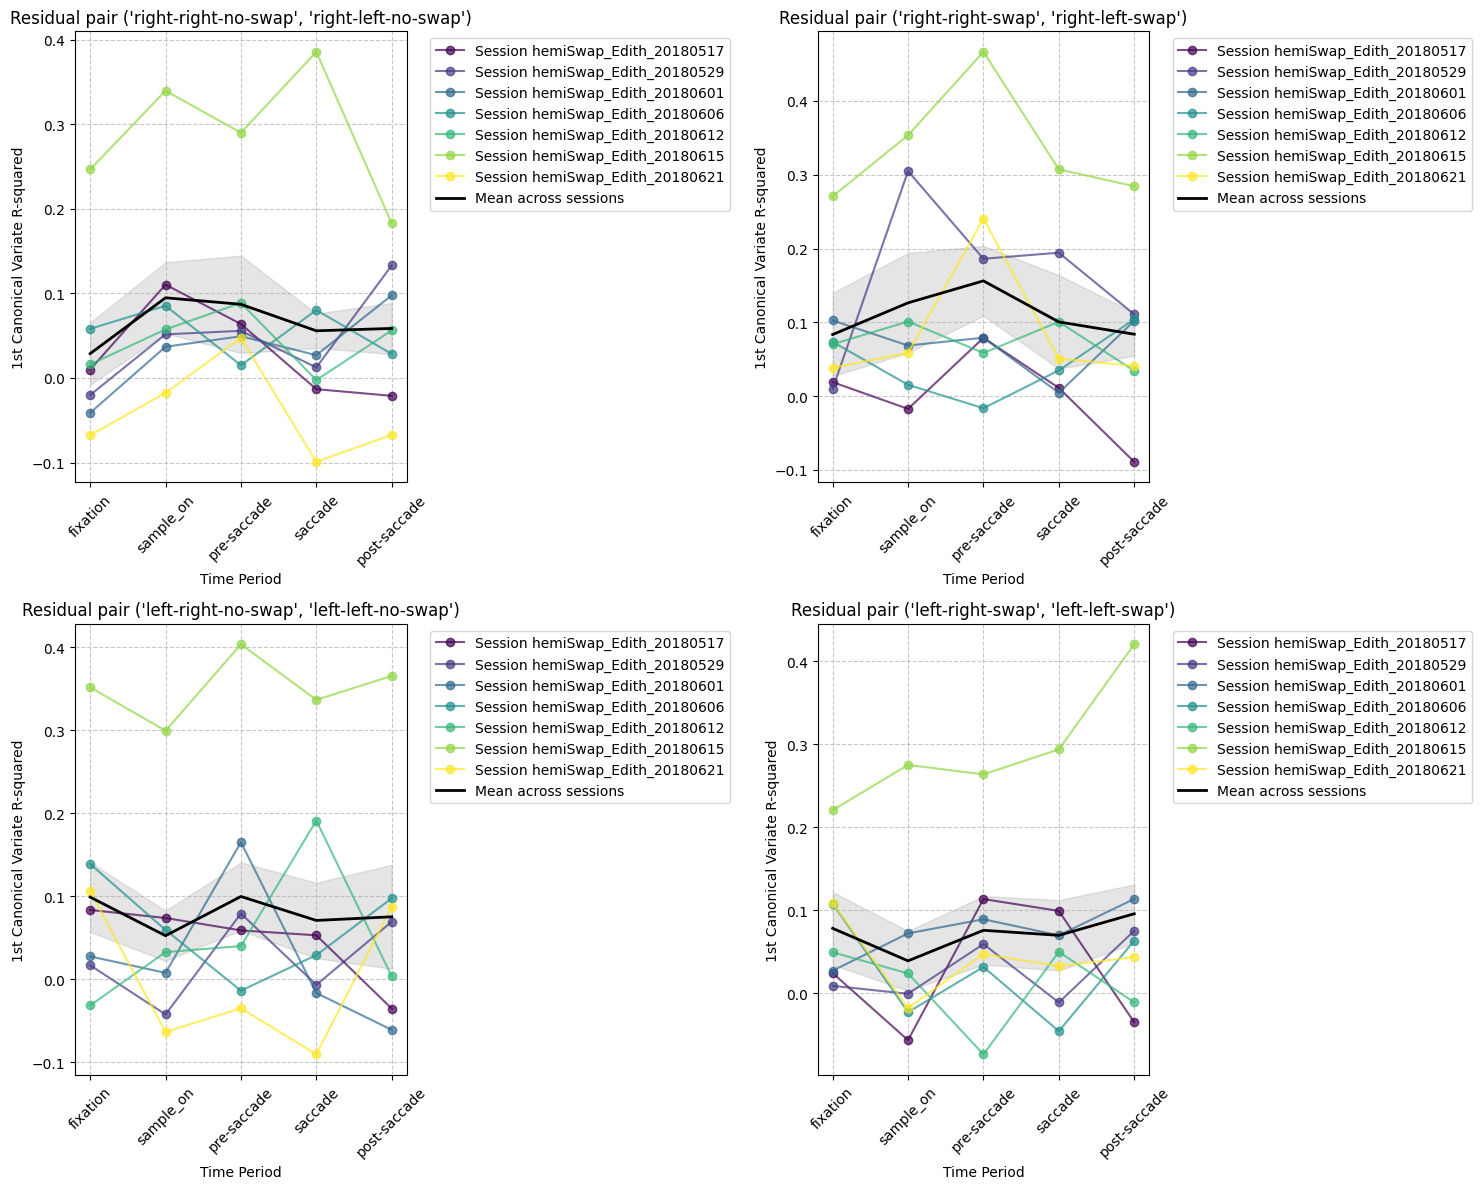 Residual pair ('right-right-no-swap', 'right-left-no-swap')
1st Canonical Variate R-squared
0.4
0.3
0.2
0.1
0.0
−0.1
fixation
sample_on
pre-saccade
saccade
post-saccade
Time Period
Session hemiSwap_Edith_20180517
Session hemiSwap_Edith_20180529
Session hemiSwap_Edith_20180601
Session hemiSwap_Edith_20180606
Session hemiSwap_Edith_20180612
Session hemiSwap_Edith_20180615
Session hemiSwap_Edith_20180621
Mean across sessions
Residual pair ('right-right-swap', 'right-left-swap')
1st Canonical Variate R-squared
0.4
0.3
0.2
0.1
0.0
−0.1
fixation
sample_on
pre-saccade
saccade
post-saccade
Time Period
Session hemiSwap_Edith_20180517
Session hemiSwap_Edith_20180529
Session hemiSwap_Edith_20180601
Session hemiSwap_Edith_20180606
Session hemiSwap_Edith_20180612
Session hemiSwap_Edith_20180615
Session hemiSwap_Edith_20180621
Mean across sessions
Residual pair ('left-right-no-swap', 'left-left-no-swap')
1st Canonical Variate R-squared
0.4
0.3
0.2
0.1
0.0
−0.1
fixation
sample_on
pre-saccade
saccade
post-saccade
Time Period
Session hemiSwap_Edith_20180517
Session hemiSwap_Edith_20180529
Session hemiSwap_Edith_20180601
Session hemiSwap_Edith_20180606
Session hemiSwap_Edith_20180612
Session hemiSwap_Edith_20180615
Session hemiSwap_Edith_20180621
Mean across sessions
Residual pair ('left-right-swap', 'left-left-swap')
1st Canonical Variate R-squared
0.4
0.3
0.2
0.1
0.0
fixation
sample_on
pre-saccade
saccade
post-saccade
Time Period
Session hemiSwap_Edith_20180517
Session hemiSwap_Edith_20180529
Session hemiSwap_Edith_20180601
Session hemiSwap_Edith_20180606
Session hemiSwap_Edith_20180612
Session hemiSwap_Edith_20180615
Session hemiSwap_Edith_20180621
Mean across sessions